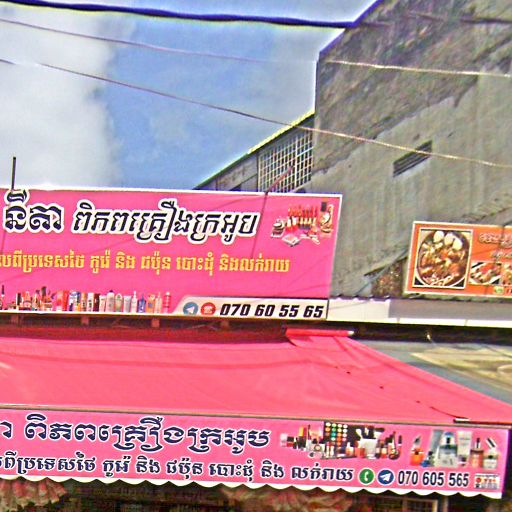 នីតា ពិភពគ្រឿងក្រអូប
លពីប្រទេសថៃ កូរ៉េ និង ជប៉ុន បោះដុំ និងលក់រាយ
070 60 55 65
ា ពិភពគ្រឿងក្រអូប
ពីប្រទេសថៃ កូរ៉េ និង ជប៉ុន បោះដុំ និង លក់រាយ 070 605 565